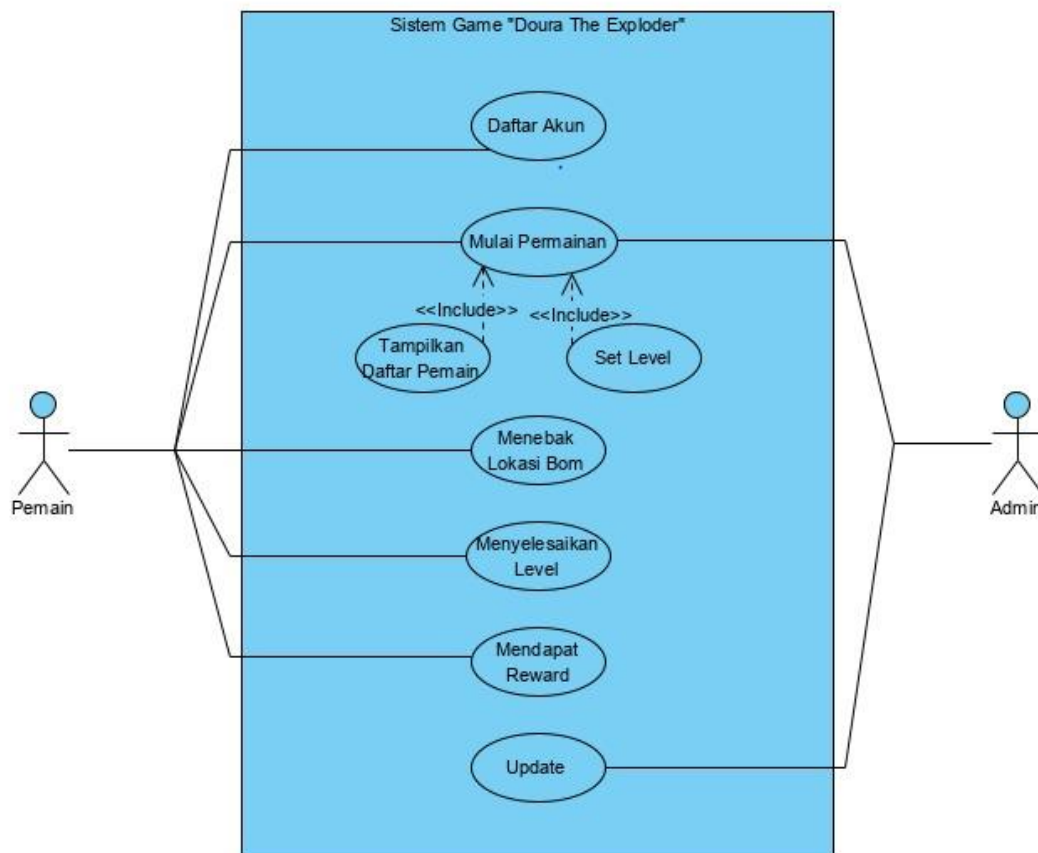 Sistem Game "Doura The Exploder"
Daftar Akun
Mulai Permainan
<<Include>>
<<Include>>
Tampilkan
Daftar Pemain
Set Level
Menebak
Lokasi Bom
Pemain
Admin
Menyelesaikan
Level
Mendapat
Reward
Update